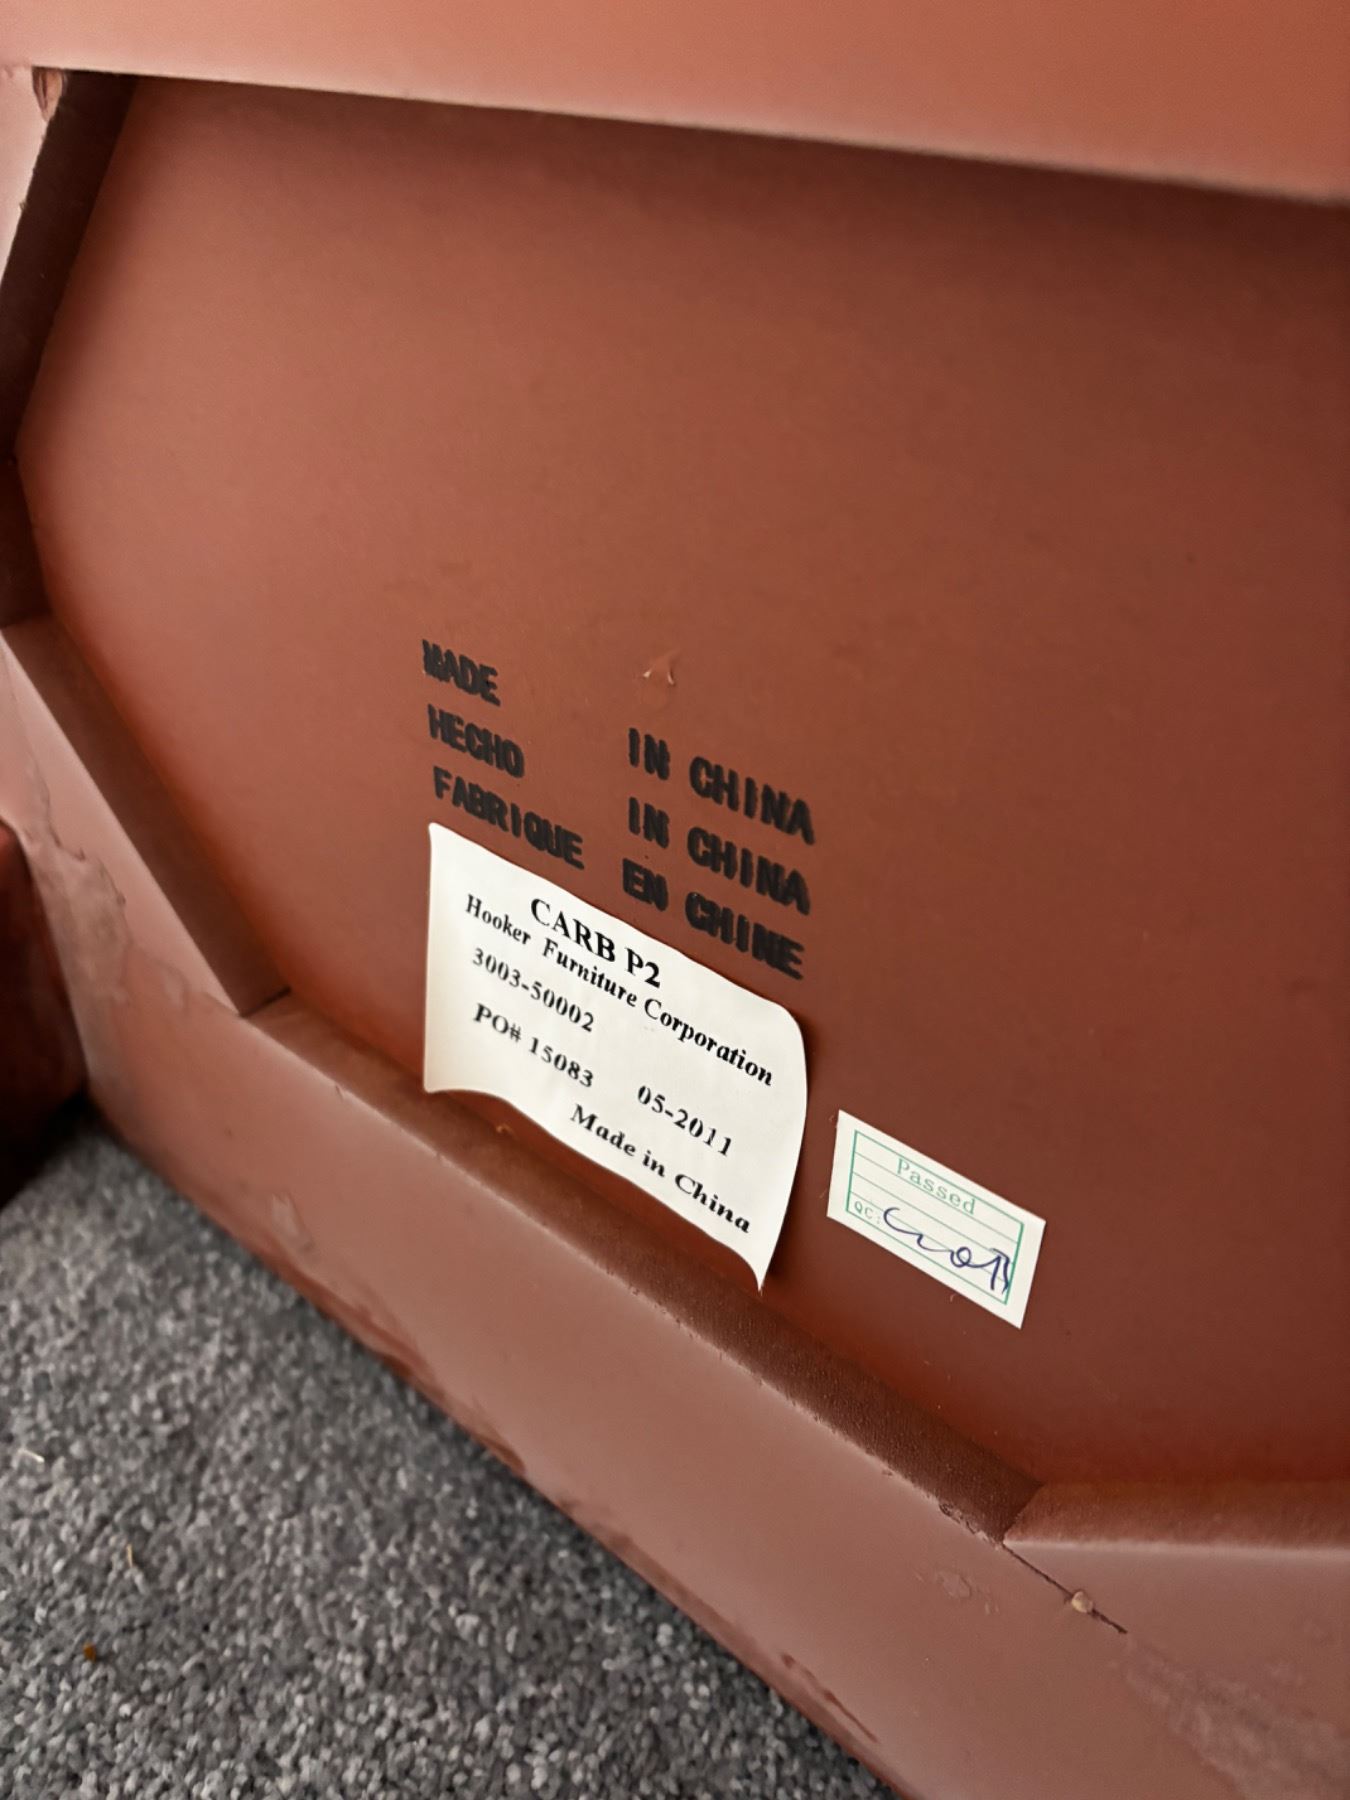 MADE IN CHINA
HECHO IN CHINA
FABRIQUE EN CHINE
CARB P2
Hooker Furniture Corporation
3003-50002
PO# 15083 05-2011
Made in China
Passed
QC: